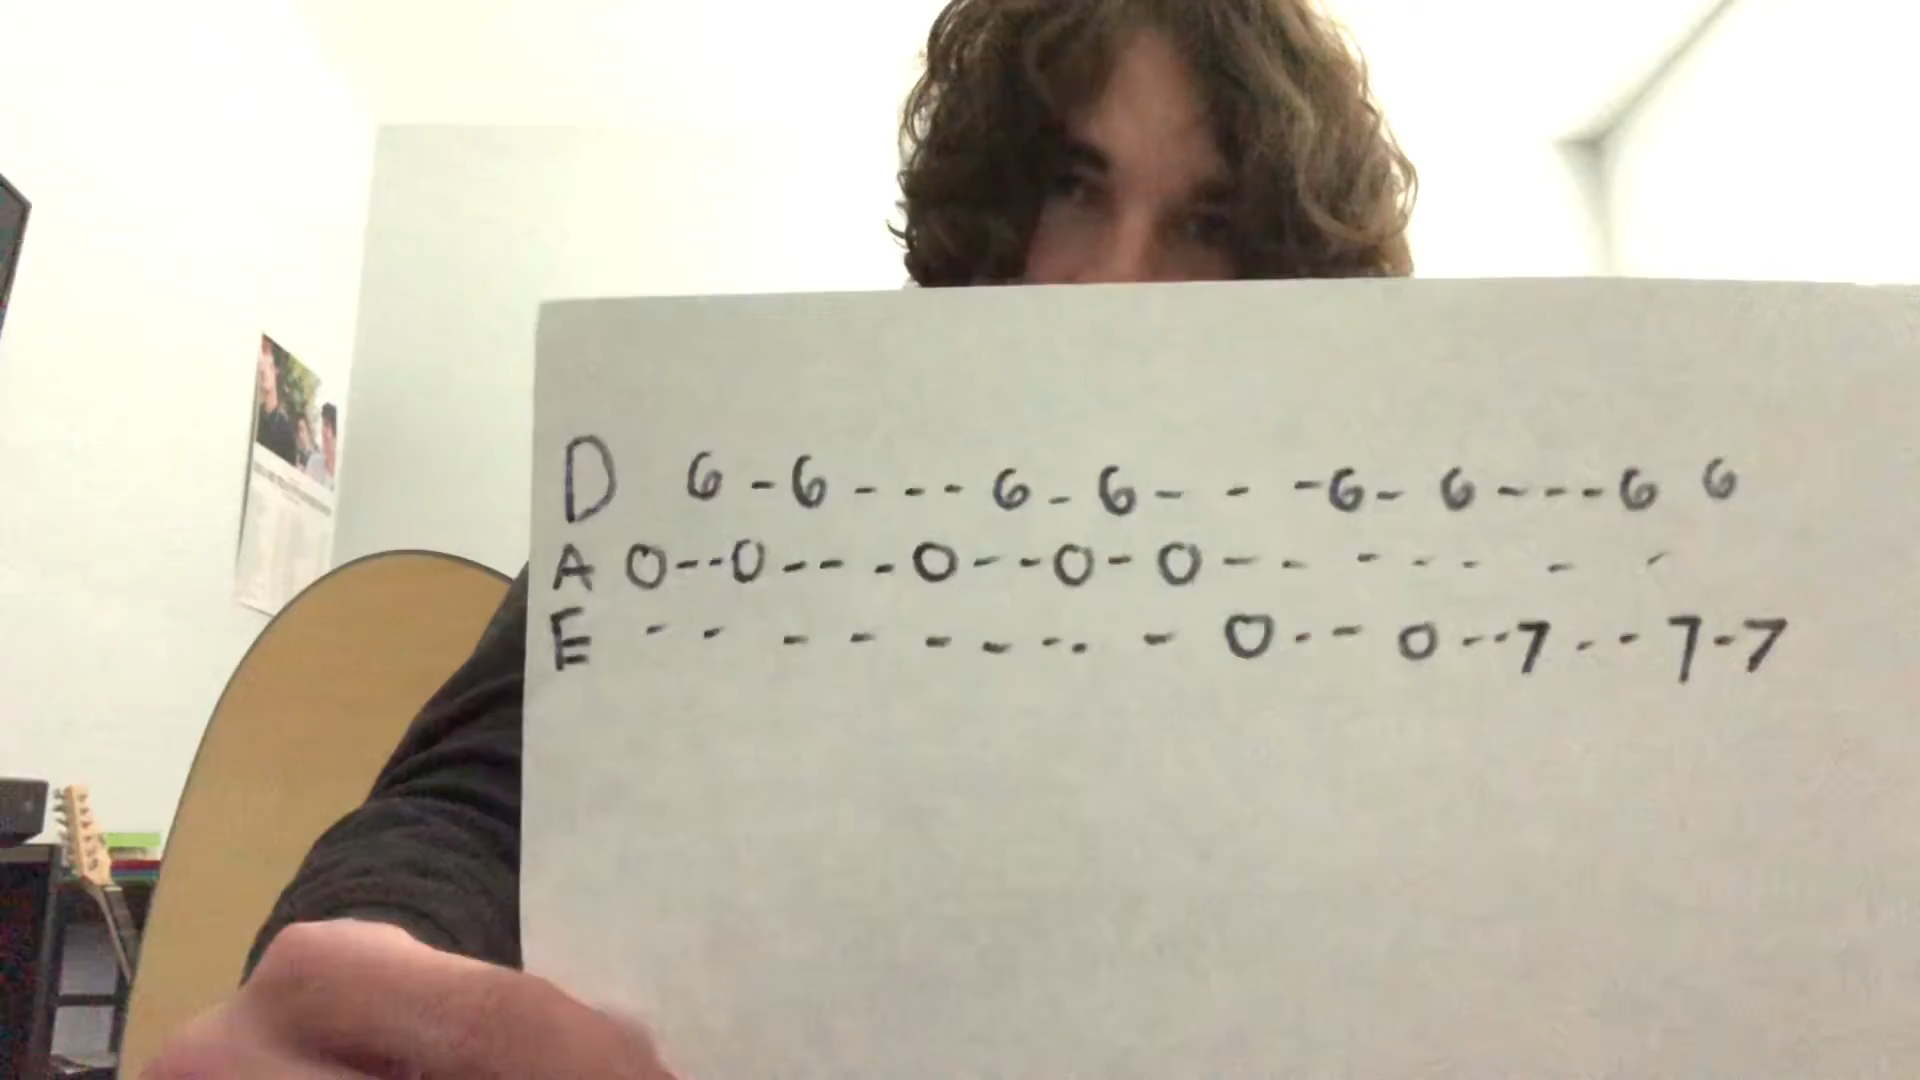 D 6-6----6-6- - -6- 6---6 6
A 0--0--- -0---0-0-- - -- - -
E - - - - - - -- - 0-- 0--7--7-7